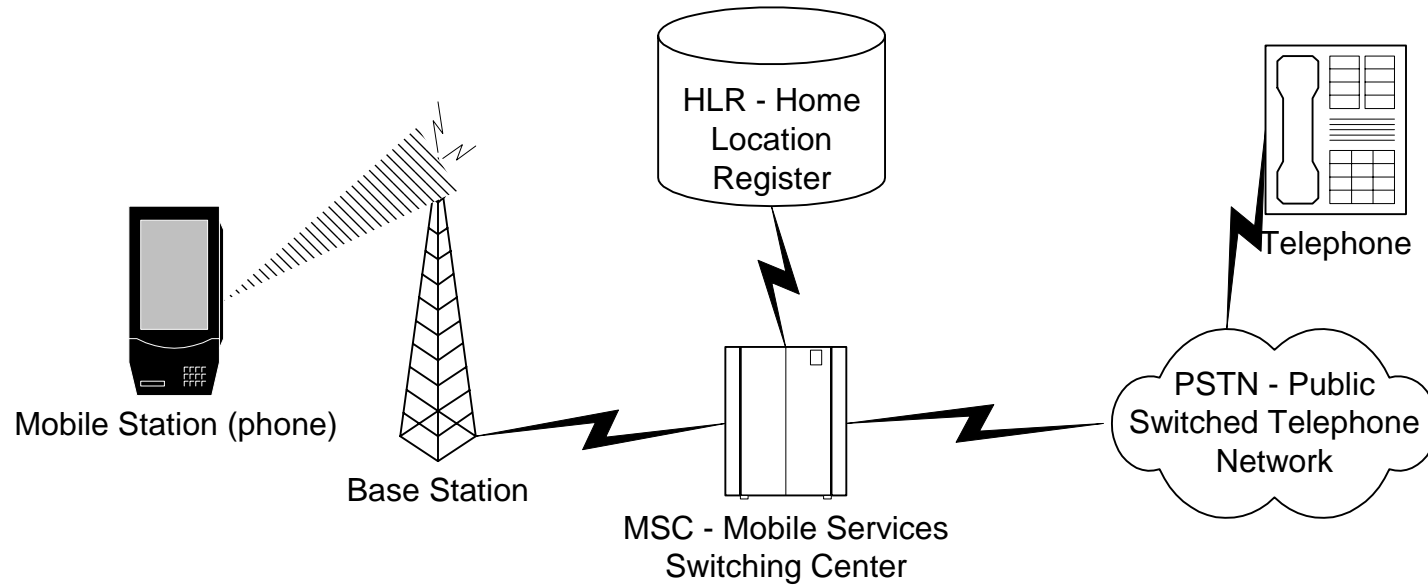 HLR - Home
Location
Register
Telephone
Mobile Station (phone)
Base Station
MSC - Mobile Services
Switching Center
PSTN - Public
Switched Telephone
Network